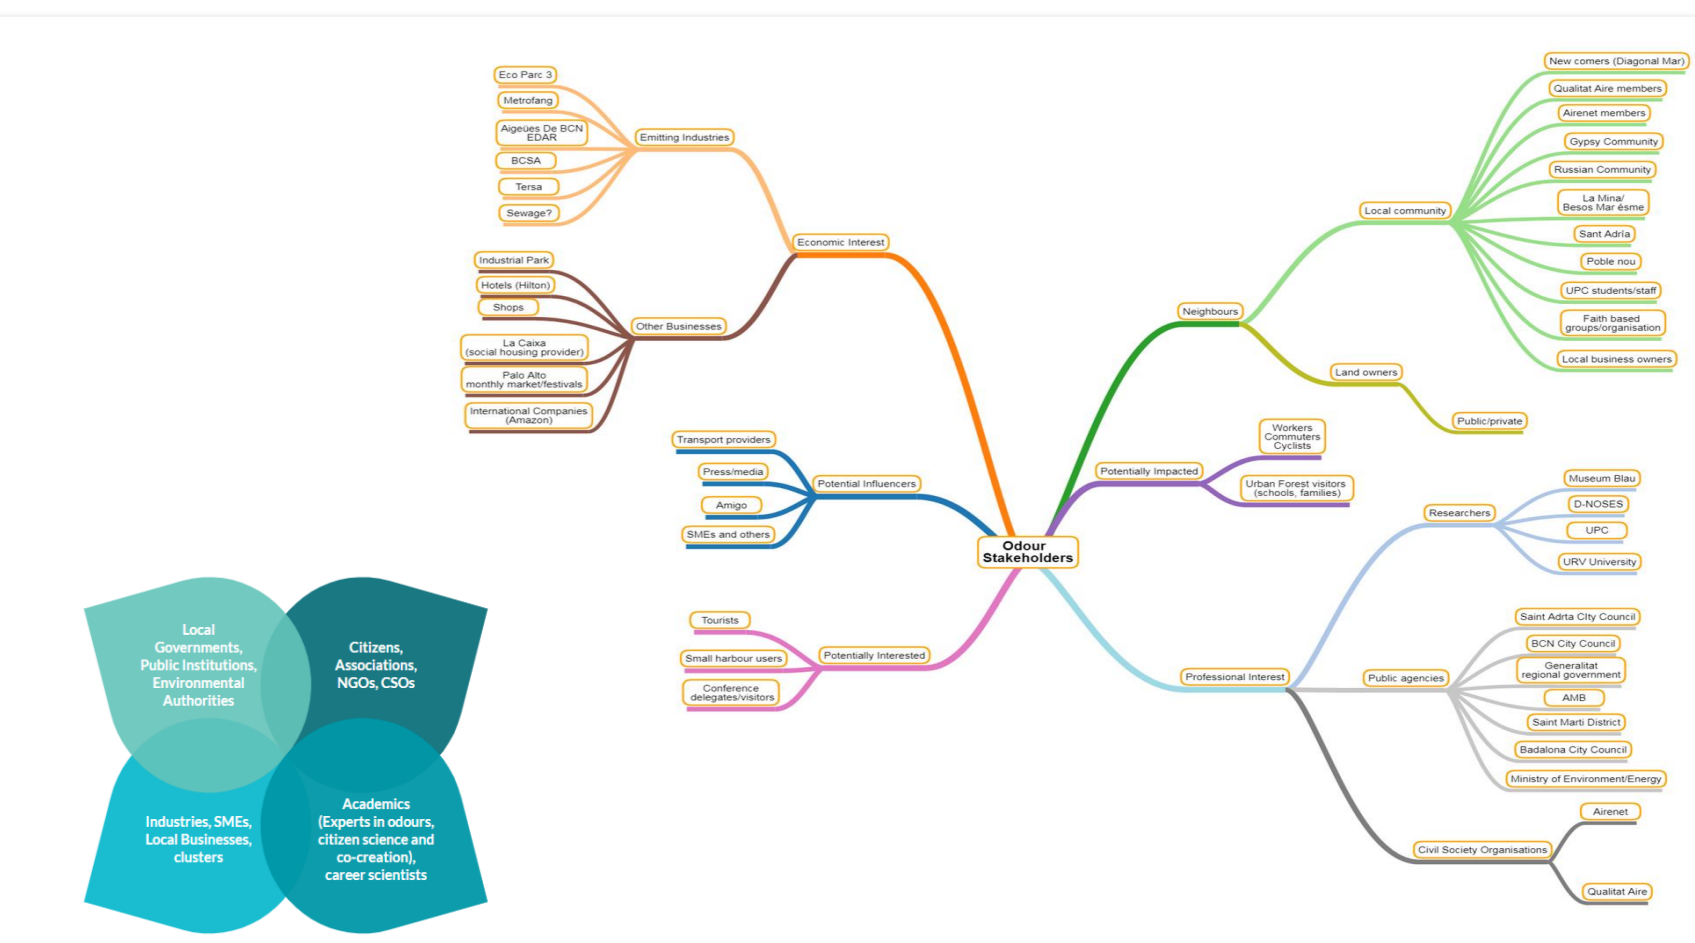 Eco Parc 3
Metrofang
Aigeües De BCN
EDAR
BCSA
Tersa
Sewage?
Emitting Industries
Economic Interest
Industrial Park
Hotels (Hilton)
Shops
La Caixa
(social housing provider)
Palo Alto
monthly market/festivals
International Companies
(Amazon)
Other Businesses
Transport providers
Press/media
Amigo
SMEs and others
Potential Influencers
Tourists
Small harbour users
Conference
delegates/visitors
Potentially Interested
Odour
Stakeholders
Neighbours
Local community
New comers (Diagonal Mar)
Qualitat Aire members
Airenet members
Gypsy Community
Russian Community
La Mina/
Besos Mar ésme
Sant Adría
Poble nou
UPC students/staff
Faith based
groups/organisation
Local business owners
Land owners
Public/private
Potentially Impacted
Workers
Commuters
Cyclists
Urban Forest visitors
(schools, families)
Professional Interest
Researchers
Museum Blau
D-NOSES
UPC
URV University
Public agencies
Saint Adrta CIty Council
BCN City Council
Generalitat
regional government
AMB
Saint Marti District
Badalona City Council
Ministry of Environment/Energy
Civil Society Organisations
Airenet
Qualitat Aire
Local
Governments,
Public Institutions,
Environmental
Authorities
Citizens,
Associations,
NGOs, CSOs
Industries, SMEs,
Local Businesses,
clusters
Academics
(Experts in odours,
citizen science and
co-creation),
career scientists